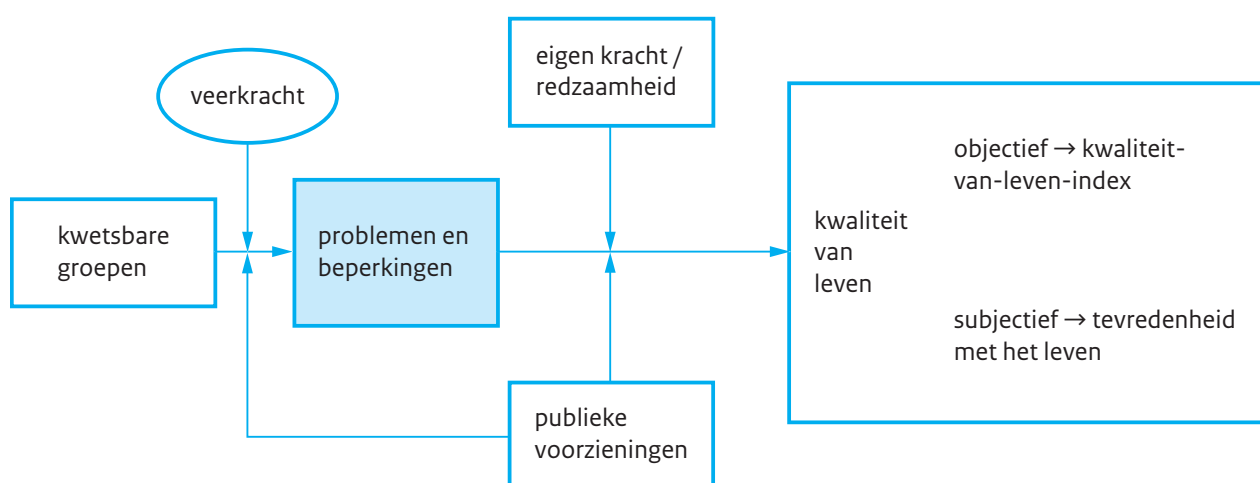 eigen kracht /
redzaamheid
veerkracht
kwetsbare
groepen
problemen en
beperkingen
kwaliteit
van
leven
objectief → kwaliteit-
van-leven-index
subjectief → tevredenheid
met het leven
publieke
voorzieningen